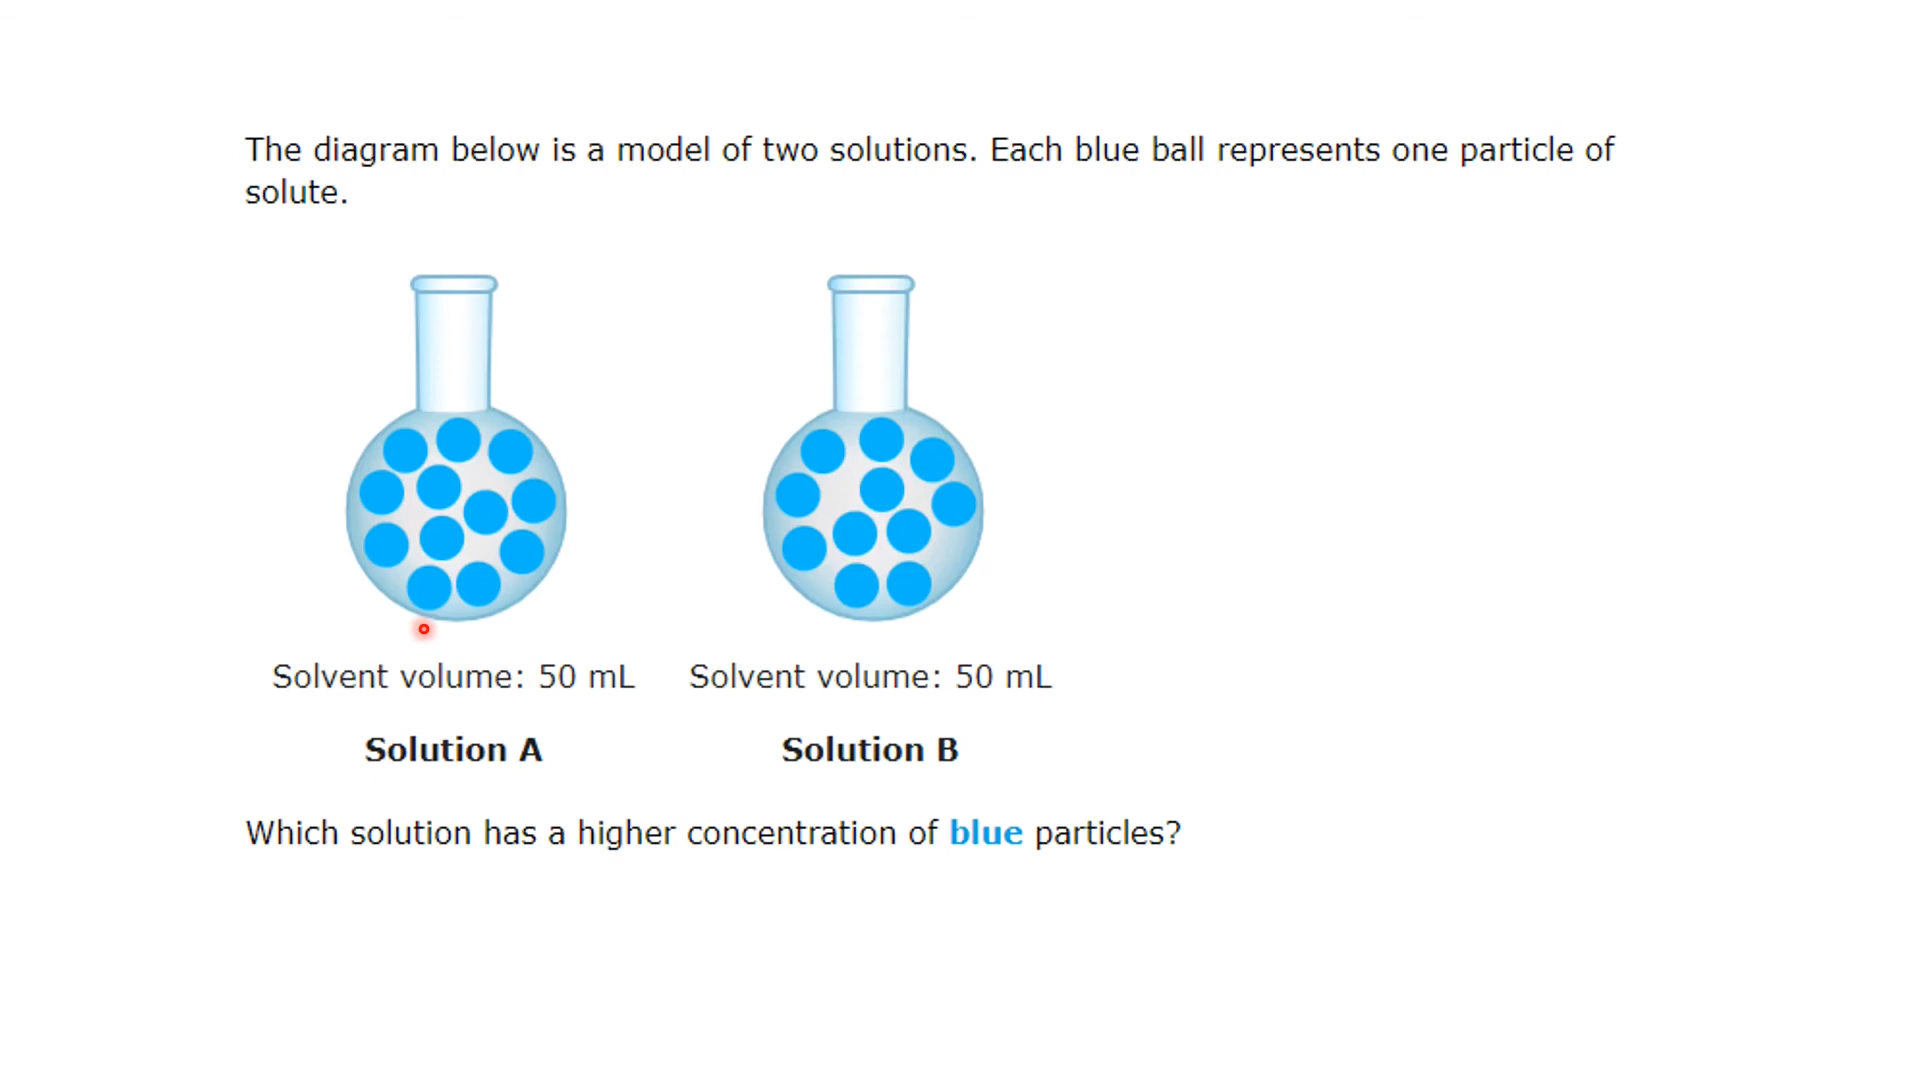 The diagram below is a model of two solutions. Each blue ball represents one particle of
solute.
Solvent volume: 50 mL
Solvent volume: 50 mL
Solution A
Solution B
Which solution has a higher concentration of blue particles?